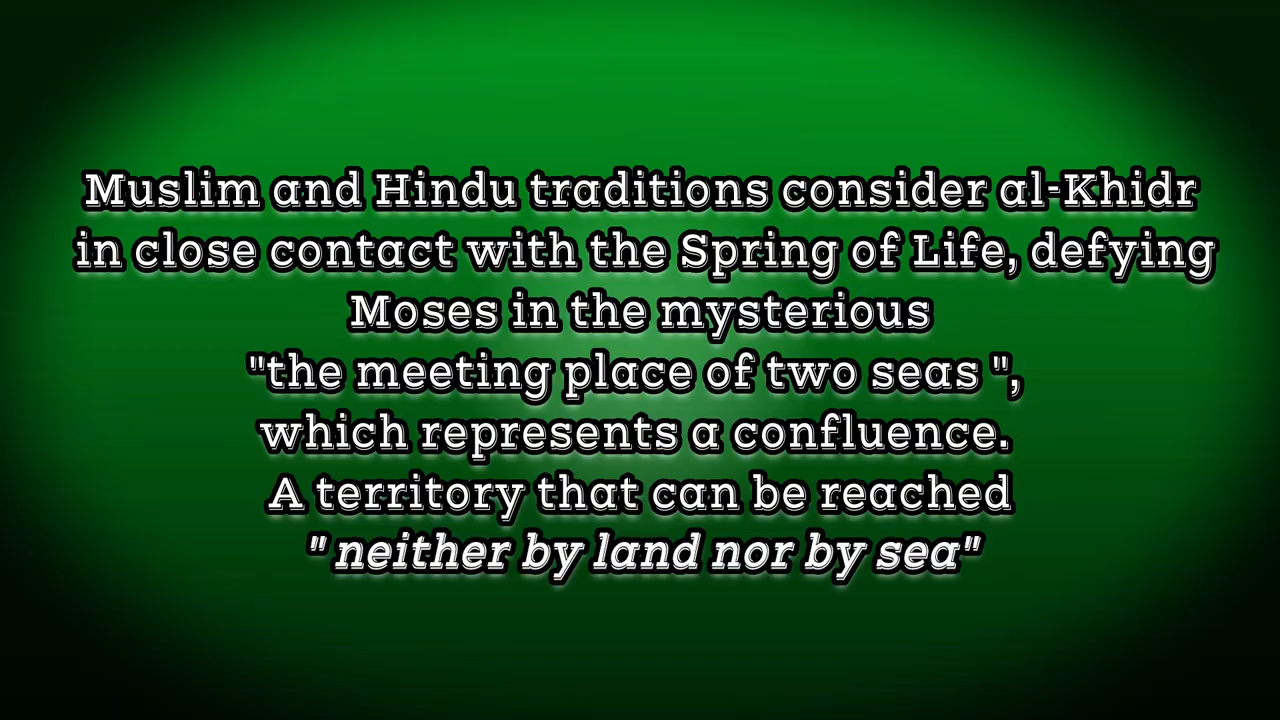 Muslim and Hindu traditions consider al-Khidr
in close contact with the Spring of Life, defying
Moses in the mysterious
"the meeting place of two seas ",
which represents a confluence.
A territory that can be reached
" neither by land nor by sea"